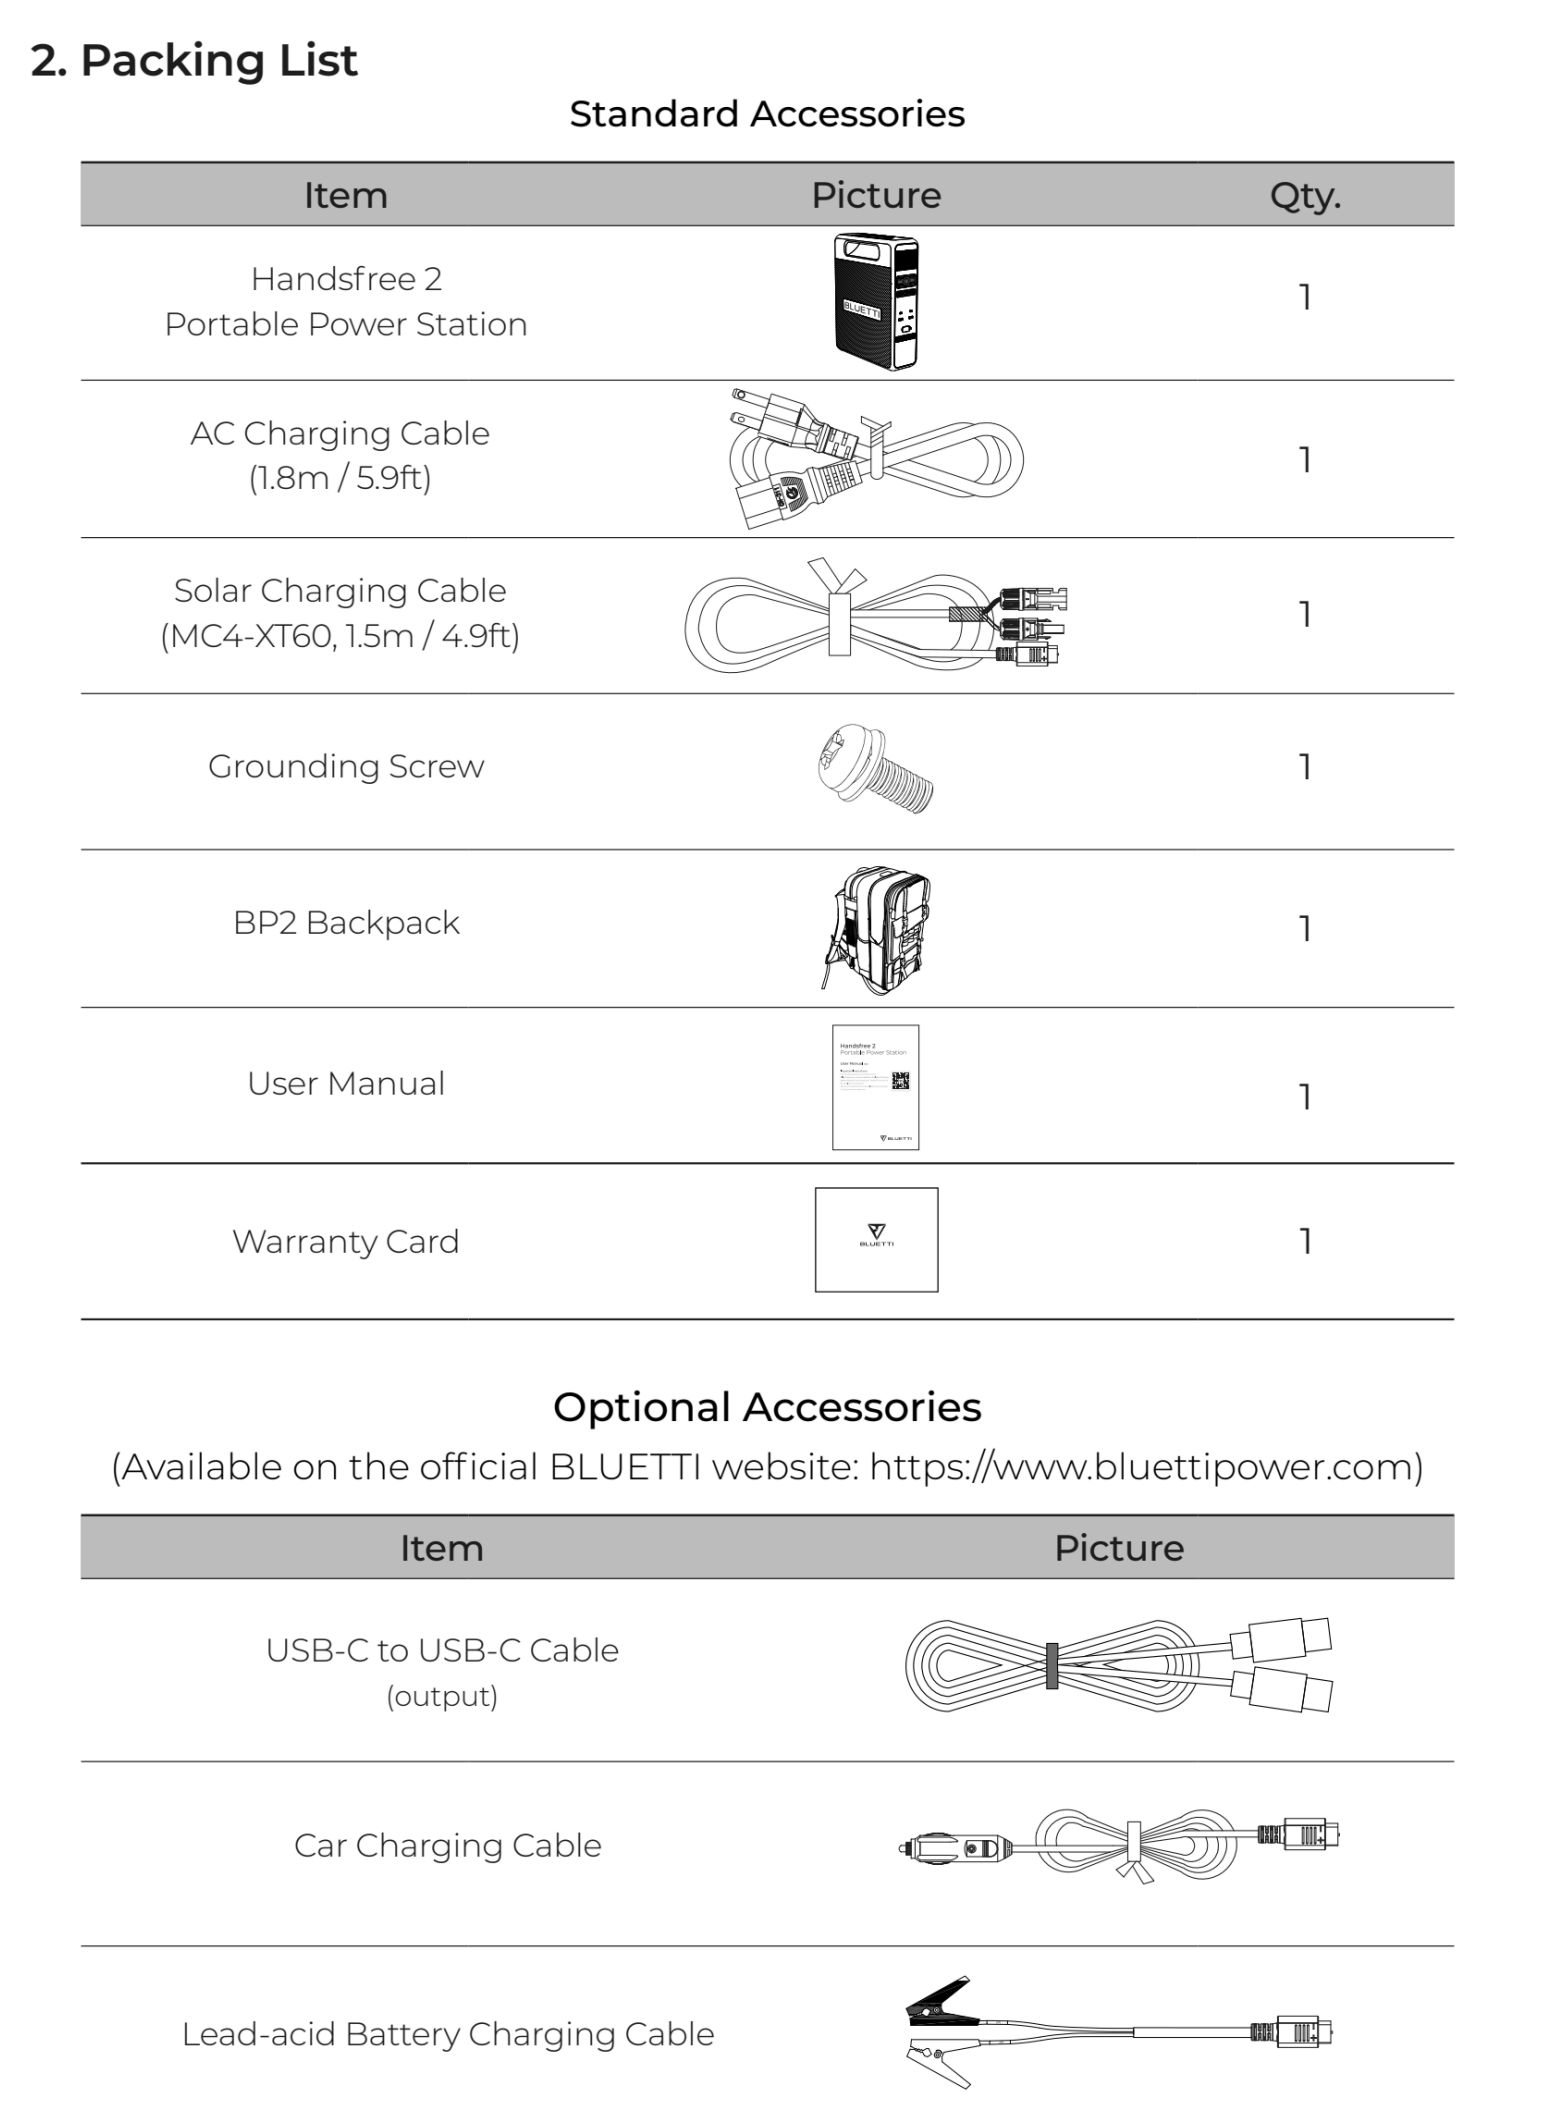 2. Packing List
Standard Accessories
Item Picture Qty.
Handsfree 2
Portable Power Station
BLUETTI
1
AC Charging Cable
(1.8m / 5.9ft)
1
Solar Charging Cable
(MC4-XT60, 1.5m / 4.9ft)
1
Grounding Screw
1
BP2 Backpack
1
User Manual
Handsfree 2
Portable Power Station
User Manual
BLUETTI
1
Warranty Card
BLUETTI
1
Optional Accessories
(Available on the official BLUETTI website: https://www.bluettipower.com)
Item Picture
USB-C to USB-C Cable
(output)
Car Charging Cable
Lead-acid Battery Charging Cable